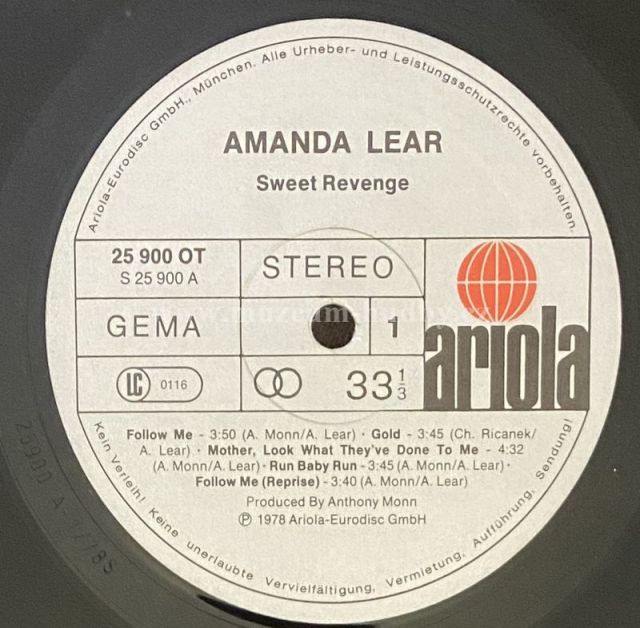 Ariola-Eurodisc GmbH., München. Alle Urheber- und Leistungsschutzrechte vorbehalten.
AMANDA LEAR
Sweet Revenge
25 900 OT
S 25 900 A
STEREO
GEMA
1
ariola
LC 0116
33 1/3
Follow Me - 3:50 (A. Monn/A. Lear) · Gold - 3:45 (Ch. Ricanek/
A. Lear) · Mother, Look What They've Done To Me - 4:32
(A. Monn/A. Lear) · Run Baby Run - 3:45 (A. Monn/A. Lear) ·
Follow Me (Reprise) - 3:40 (A. Monn/A. Lear)
Produced By Anthony Monn
Ⓟ 1978 Ariola-Eurodisc GmbH
Kein Verleih! Keine unerlaubte Vervielfältigung, Vermietung, Aufführung, Sendung!